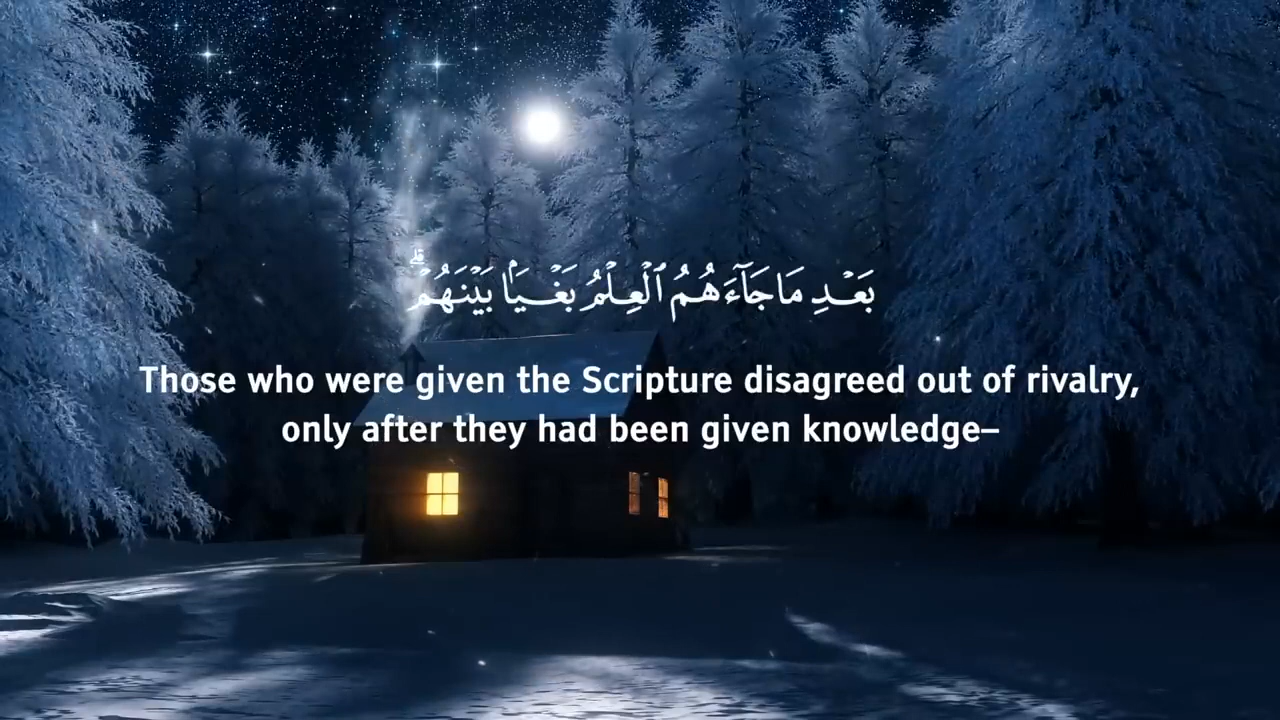 بَعۡدِ مَا جَآءَهُمُ ٱلۡعِلۡمُ بَغۡيَۢا بَيۡنَهُمۡۗ
Those who were given the Scripture disagreed out of rivalry,
only after they had been given knowledge–